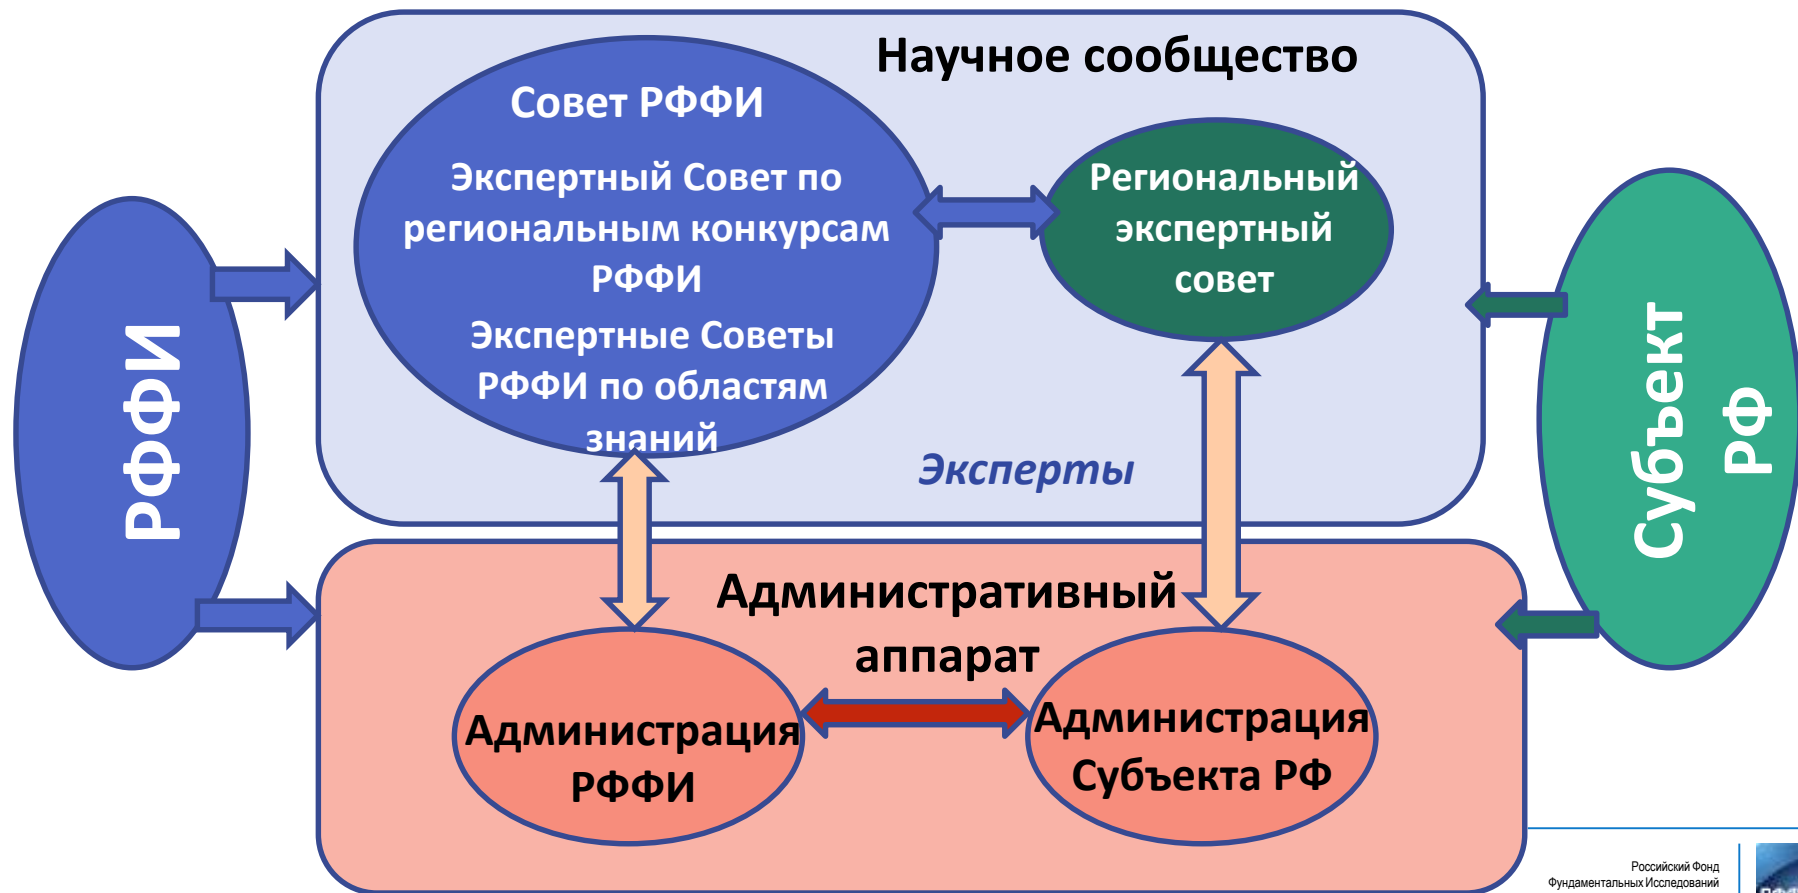 Научное сообщество
Совет РФФИ
Экспертный Совет по
региональным конкурсам
РФФИ
Экспертные Советы
РФФИ по областям
знаний
Региональный
экспертный
совет
Эксперты
РФФИ
Субъект
РФ
Административный
аппарат
Администрация
РФФИ
Администрация
Субъекта РФ
Российский Фонд
Фундаментальных Исследований